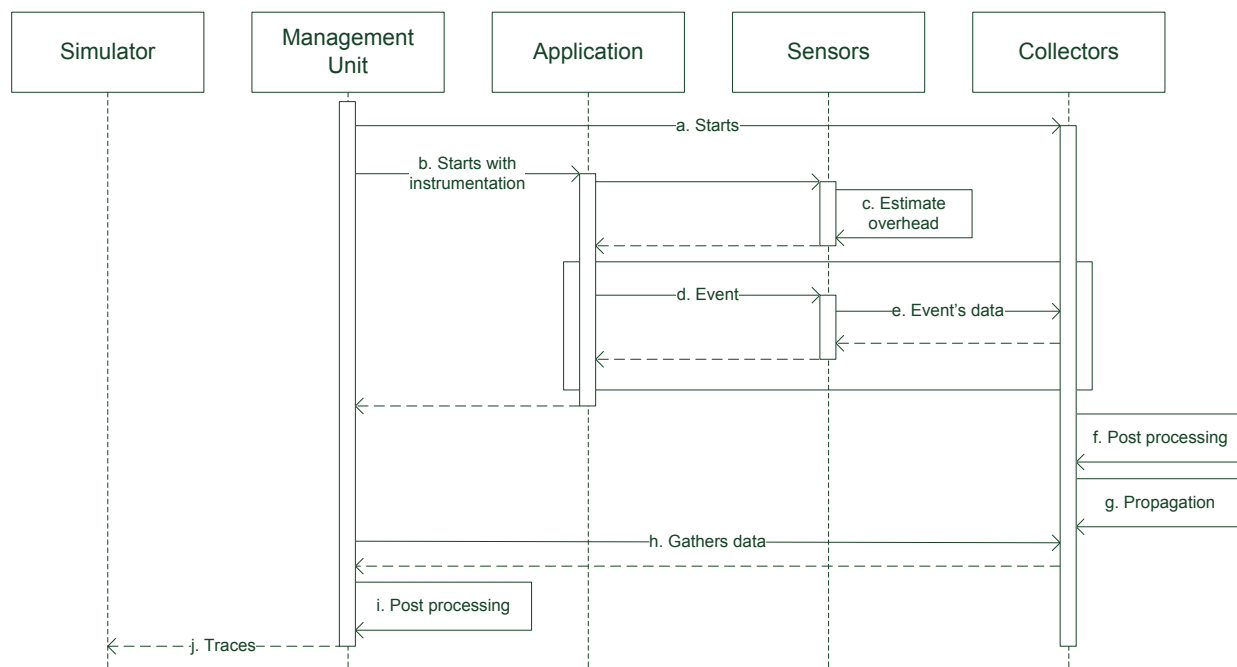 Simulator
Management
Unit
Application
Sensors
Collectors
a. Starts
b. Starts with
instrumentation
c. Estimate
overhead
d. Event
e. Event’s data
f. Post processing
g. Propagation
h. Gathers data
i. Post processing
j. Traces